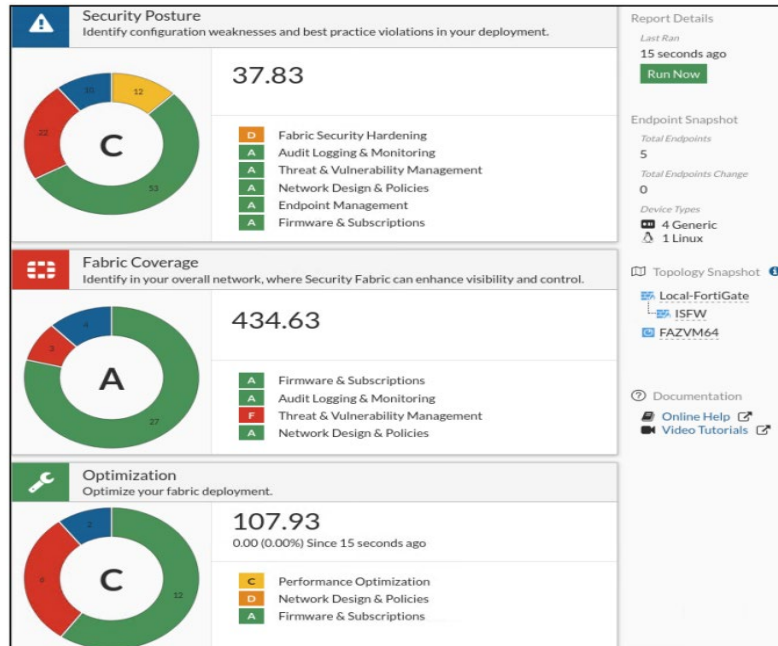 Security Posture
Identify configuration weaknesses and best practice violations in your deployment.
10
12
22
53
C
37.83
D Fabric Security Hardening
A Audit Logging & Monitoring
A Threat & Vulnerability Management
A Network Design & Policies
A Endpoint Management
A Firmware & Subscriptions
Fabric Coverage
Identify in your overall network, where Security Fabric can enhance visibility and control.
4
3
27
A
434.63
A Firmware & Subscriptions
A Audit Logging & Monitoring
F Threat & Vulnerability Management
A Network Design & Policies
Optimization
Optimize your fabric deployment.
2
12
C
107.93
0.00 (0.00%) Since 15 seconds ago
C Performance Optimization
D Network Design & Policies
A Firmware & Subscriptions
Report Details
Last Ran
15 seconds ago
Run Now
Endpoint Snapshot
Total Endpoints
5
Total Endpoints Change
0
Device Types
4 Generic
1 Linux
Topology Snapshot
Local-FortiGate
ISFW
FAZVM64
Documentation
Online Help
Video Tutorials